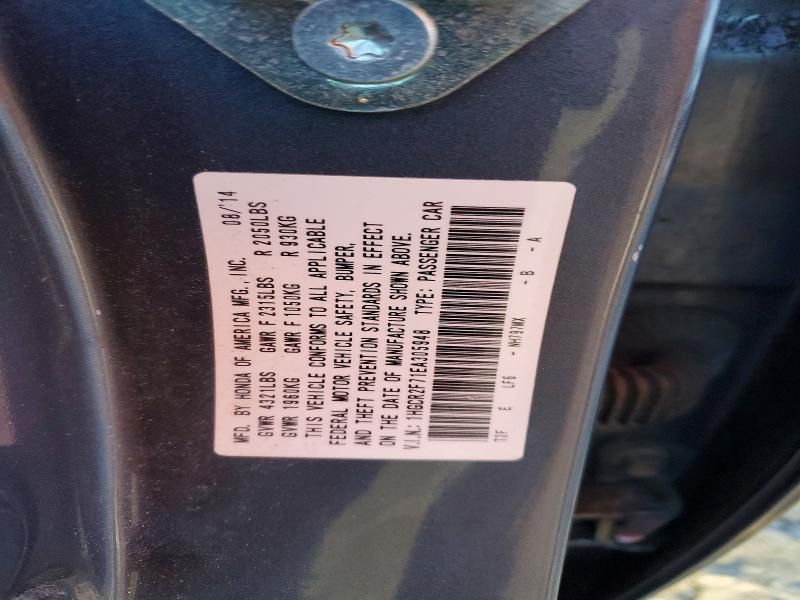 MFD. BY HONDA OF AMERICA MFG., INC. 08/'14
GVWR 4321LBS GAWR F 2315LBS R 2050LBS
GVWR 1960KG GAWR F 1050KG R 930KG
THIS VEHICLE CONFORMS TO ALL APPLICABLE
FEDERAL MOTOR VEHICLE SAFETY, BUMPER,
AND THEFT PREVENTION STANDARDS IN EFFECT
ON THE DATE OF MANUFACTURE SHOWN ABOVE.
V.I.N.: 1HGCR2F71EA305948 TYPE: PASSENGER CAR
T2F E LF6 - NH797MX - B - A